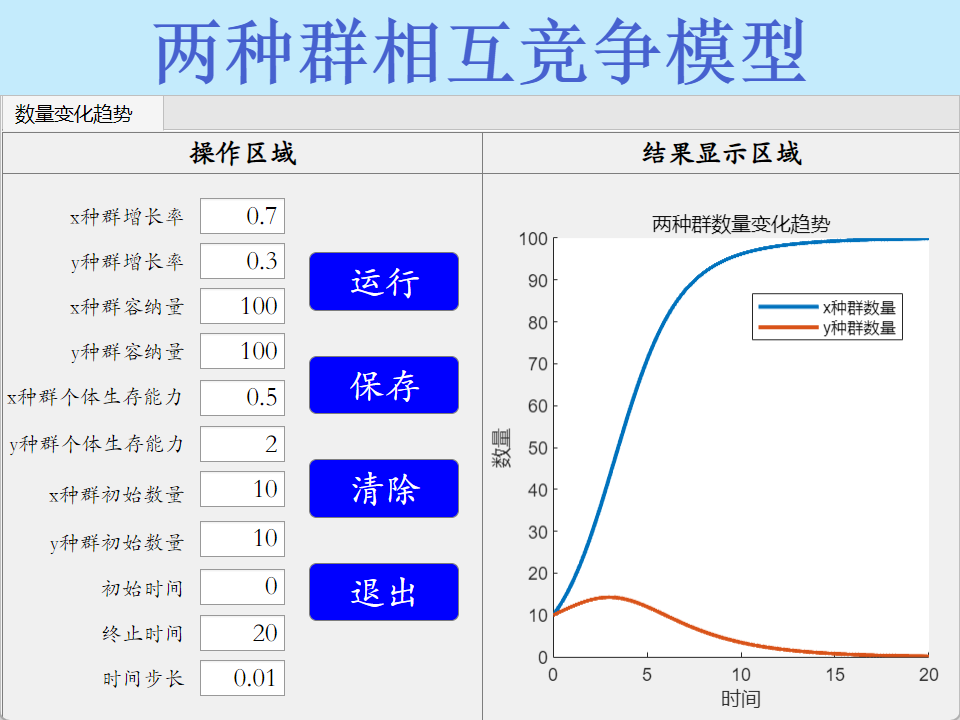 两种群相互竞争模型
数量变化趋势
操作区域
x种群增长率 0.7
y种群增长率 0.3
x种群容纳量 100
y种群容纳量 100
x种群个体生存能力 0.5
y种群个体生存能力 2
x种群初始数量 10
y种群初始数量 10
初始时间 0
终止时间 20
时间步长 0.01
运行
保存
清除
退出
结果显示区域
两种群数量变化趋势
100
90
80
70
60
50
40
30
20
10
0
数量
x种群数量
y种群数量
0 5 10 15 20
时间